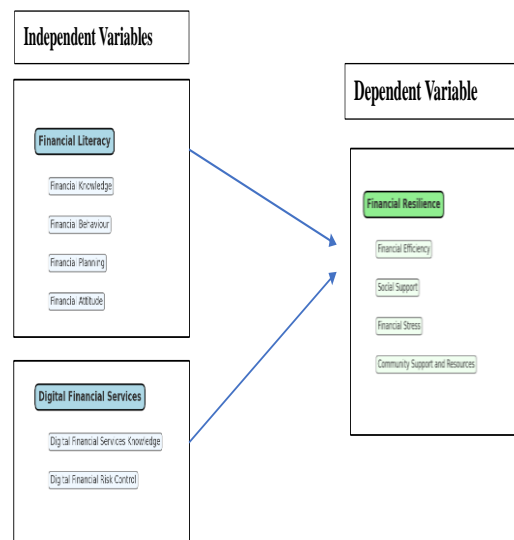 Independent Variables
Financial Literacy
Financial Knowledge
Financial Behaviour
Financial Planning
Financial Attitude
Digital Financial Services
Digital Financial Services Knowledge
Digital Financial Risk Control
Dependent Variable
Financial Resilience
Financial Efficiency
Social Support
Financial Stress
Community Support and Resources